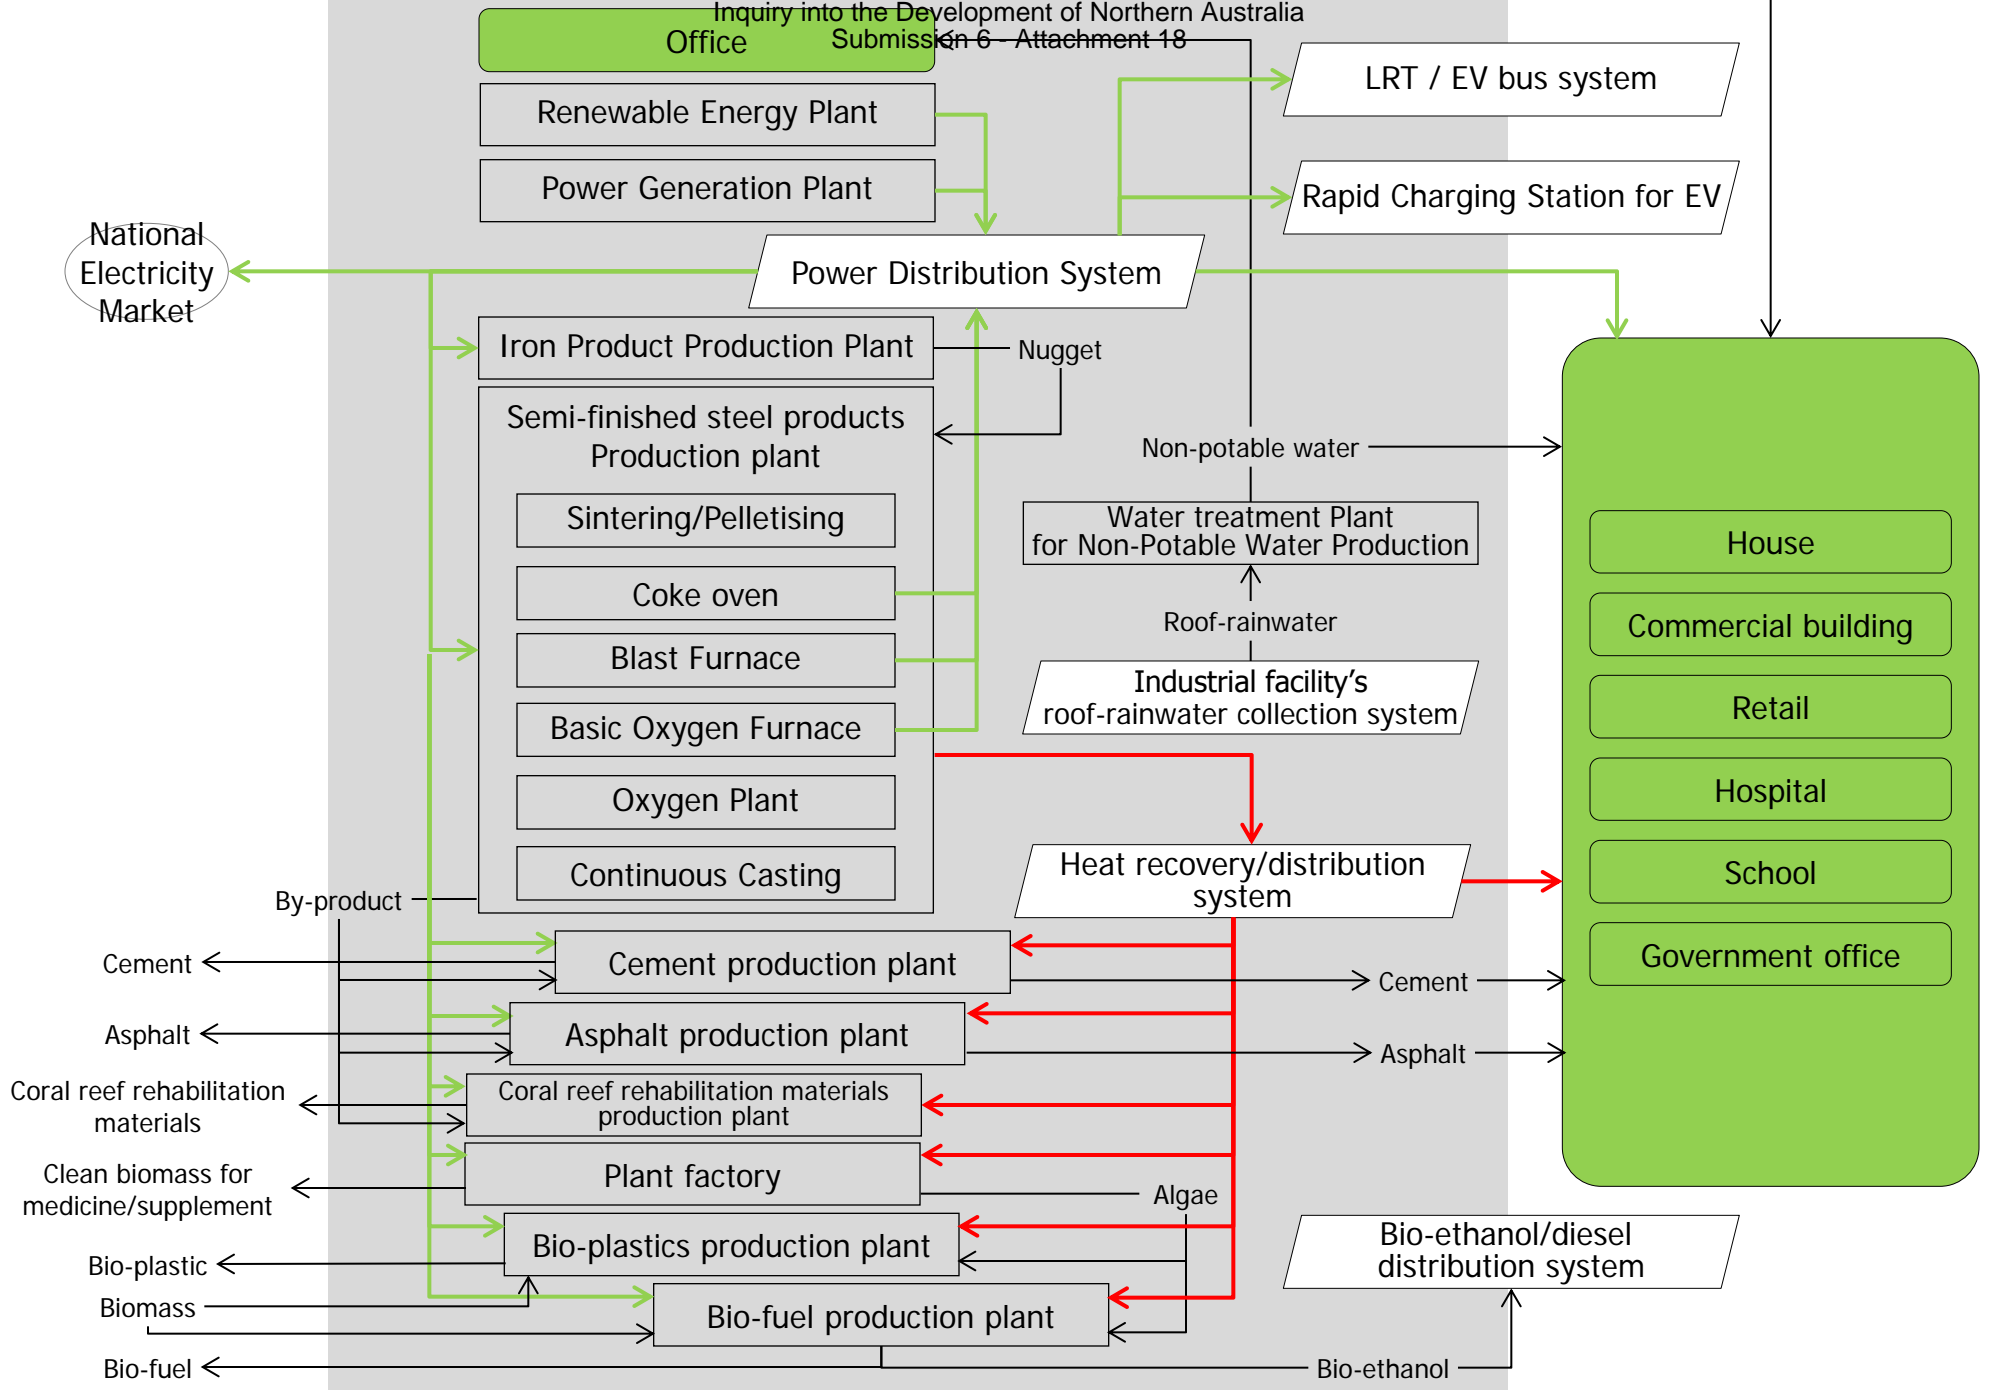 Inquiry into the Development of Northern Australia
Submission 6 - Attachment 18
Office
LRT / EV bus system
Renewable Energy Plant
Power Generation Plant
Rapid Charging Station for EV
National
Electricity
Market
Power Distribution System
Iron Product Production Plant
Nugget
Semi-finished steel products
Production plant
Non-potable water
Sintering/Pelletising
Water treatment Plant
for Non-Potable Water Production
House
Coke oven
Roof-rainwater
Commercial building
Blast Furnace
Industrial facility's
roof-rainwater collection system
Retail
Basic Oxygen Furnace
Oxygen Plant
Hospital
Continuous Casting
Heat recovery/distribution
system
School
By-product
Government office
Cement
Cement production plant
Cement
Asphalt
Asphalt production plant
Asphalt
Coral reef rehabilitation
materials
Coral reef rehabilitation materials
production plant
Clean biomass for
medicine/supplement
Plant factory
Algae
Bio-plastic
Bio-plastics production plant
Bio-ethanol/diesel
distribution system
Biomass
Bio-fuel production plant
Bio-fuel
Bio-ethanol